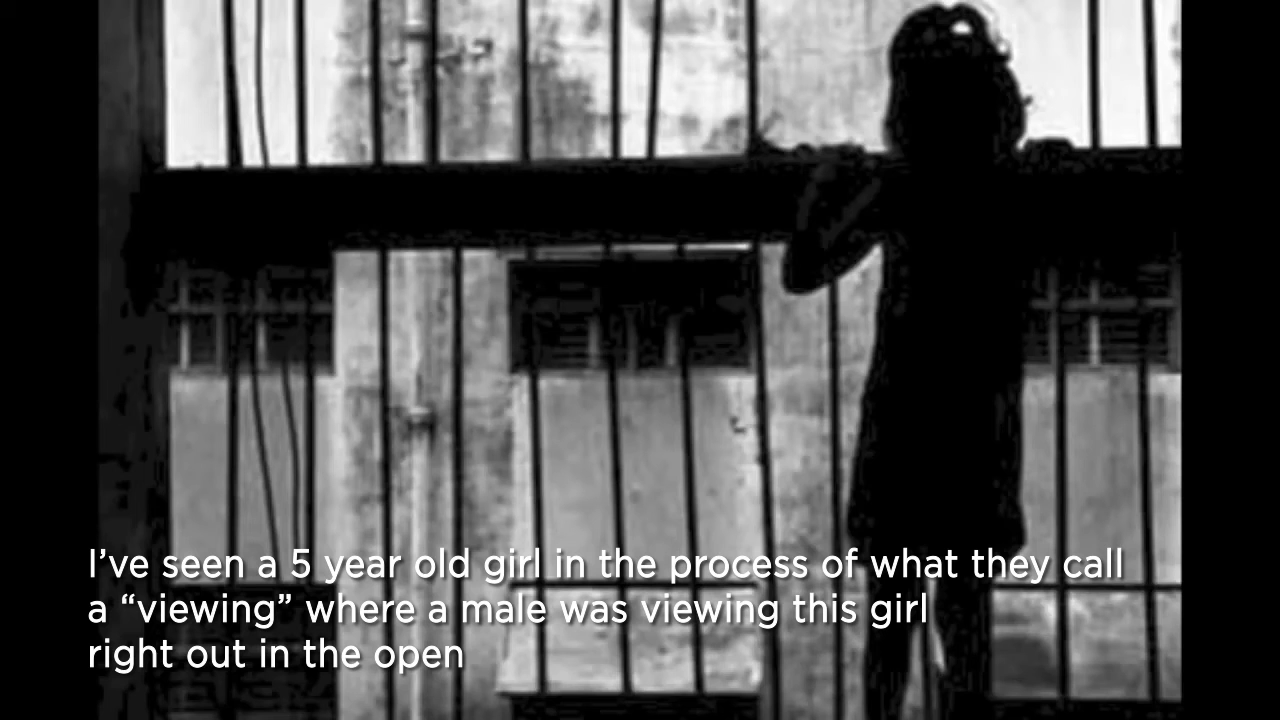 I’ve seen a 5 year old girl in the process of what they call
a “viewing” where a male was viewing this girl
right out in the open